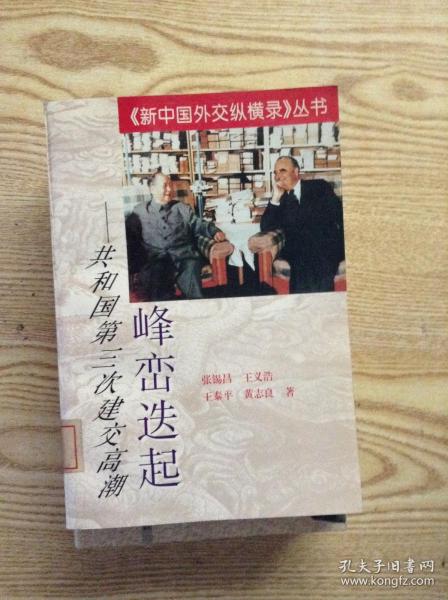 《新中国外交纵横录》丛书
峰峦迭起
——共和国第三次建交高潮
张锡昌 王义浩
王泰平 黄志良 著
孔夫子旧书网
www.kongfz.com